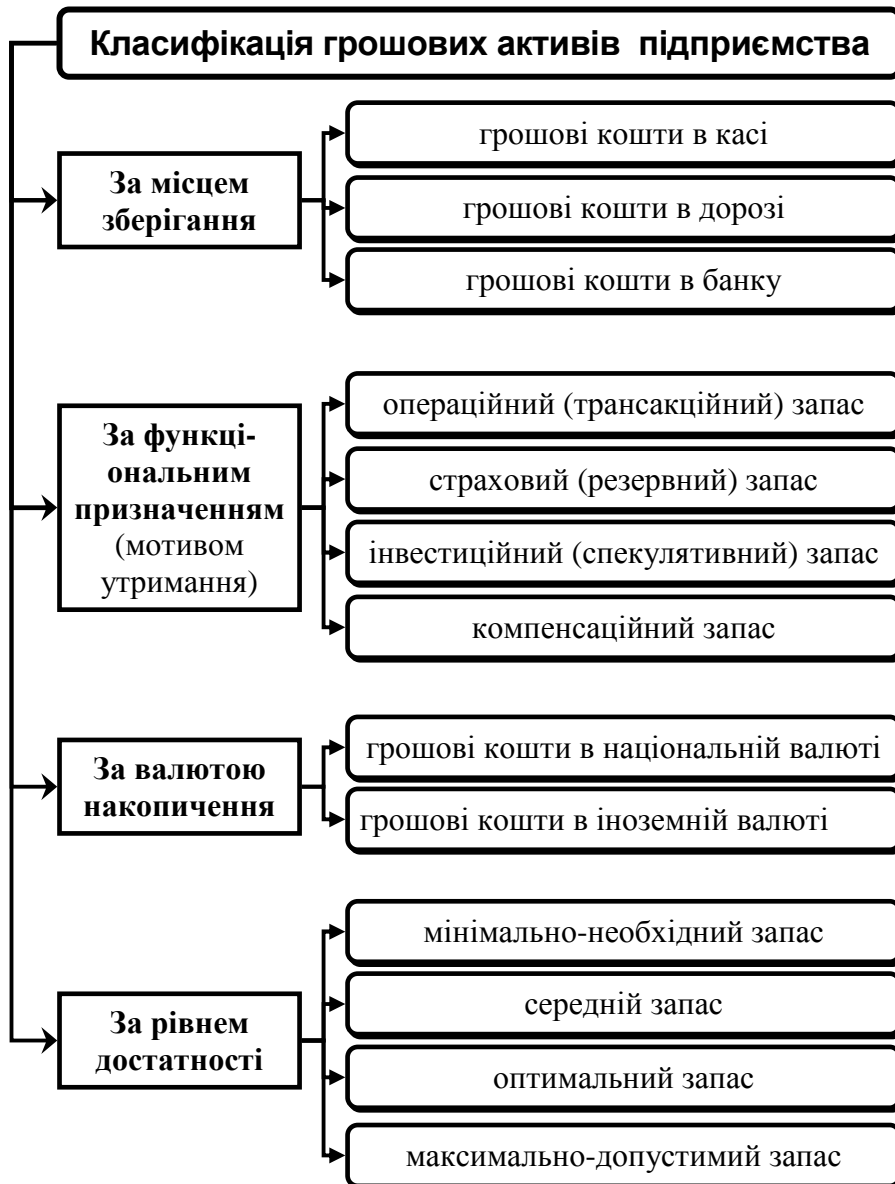 Класифікація грошових активів підприємства
За місцем
зберігання
грошові кошти в касі
грошові кошти в дорозі
грошові кошти в банку
За функці-
ональним
призначенням
(мотивом
утримання)
операційний (трансакційний) запас
страховий (резервний) запас
інвестиційний (спекулятивний) запас
компенсаційний запас
За валютою
накопичення
грошові кошти в національній валюті
грошові кошти в іноземній валюті
За рівнем
достатності
мінімально-необхідний запас
середній запас
оптимальний запас
максимально-допустимий запас